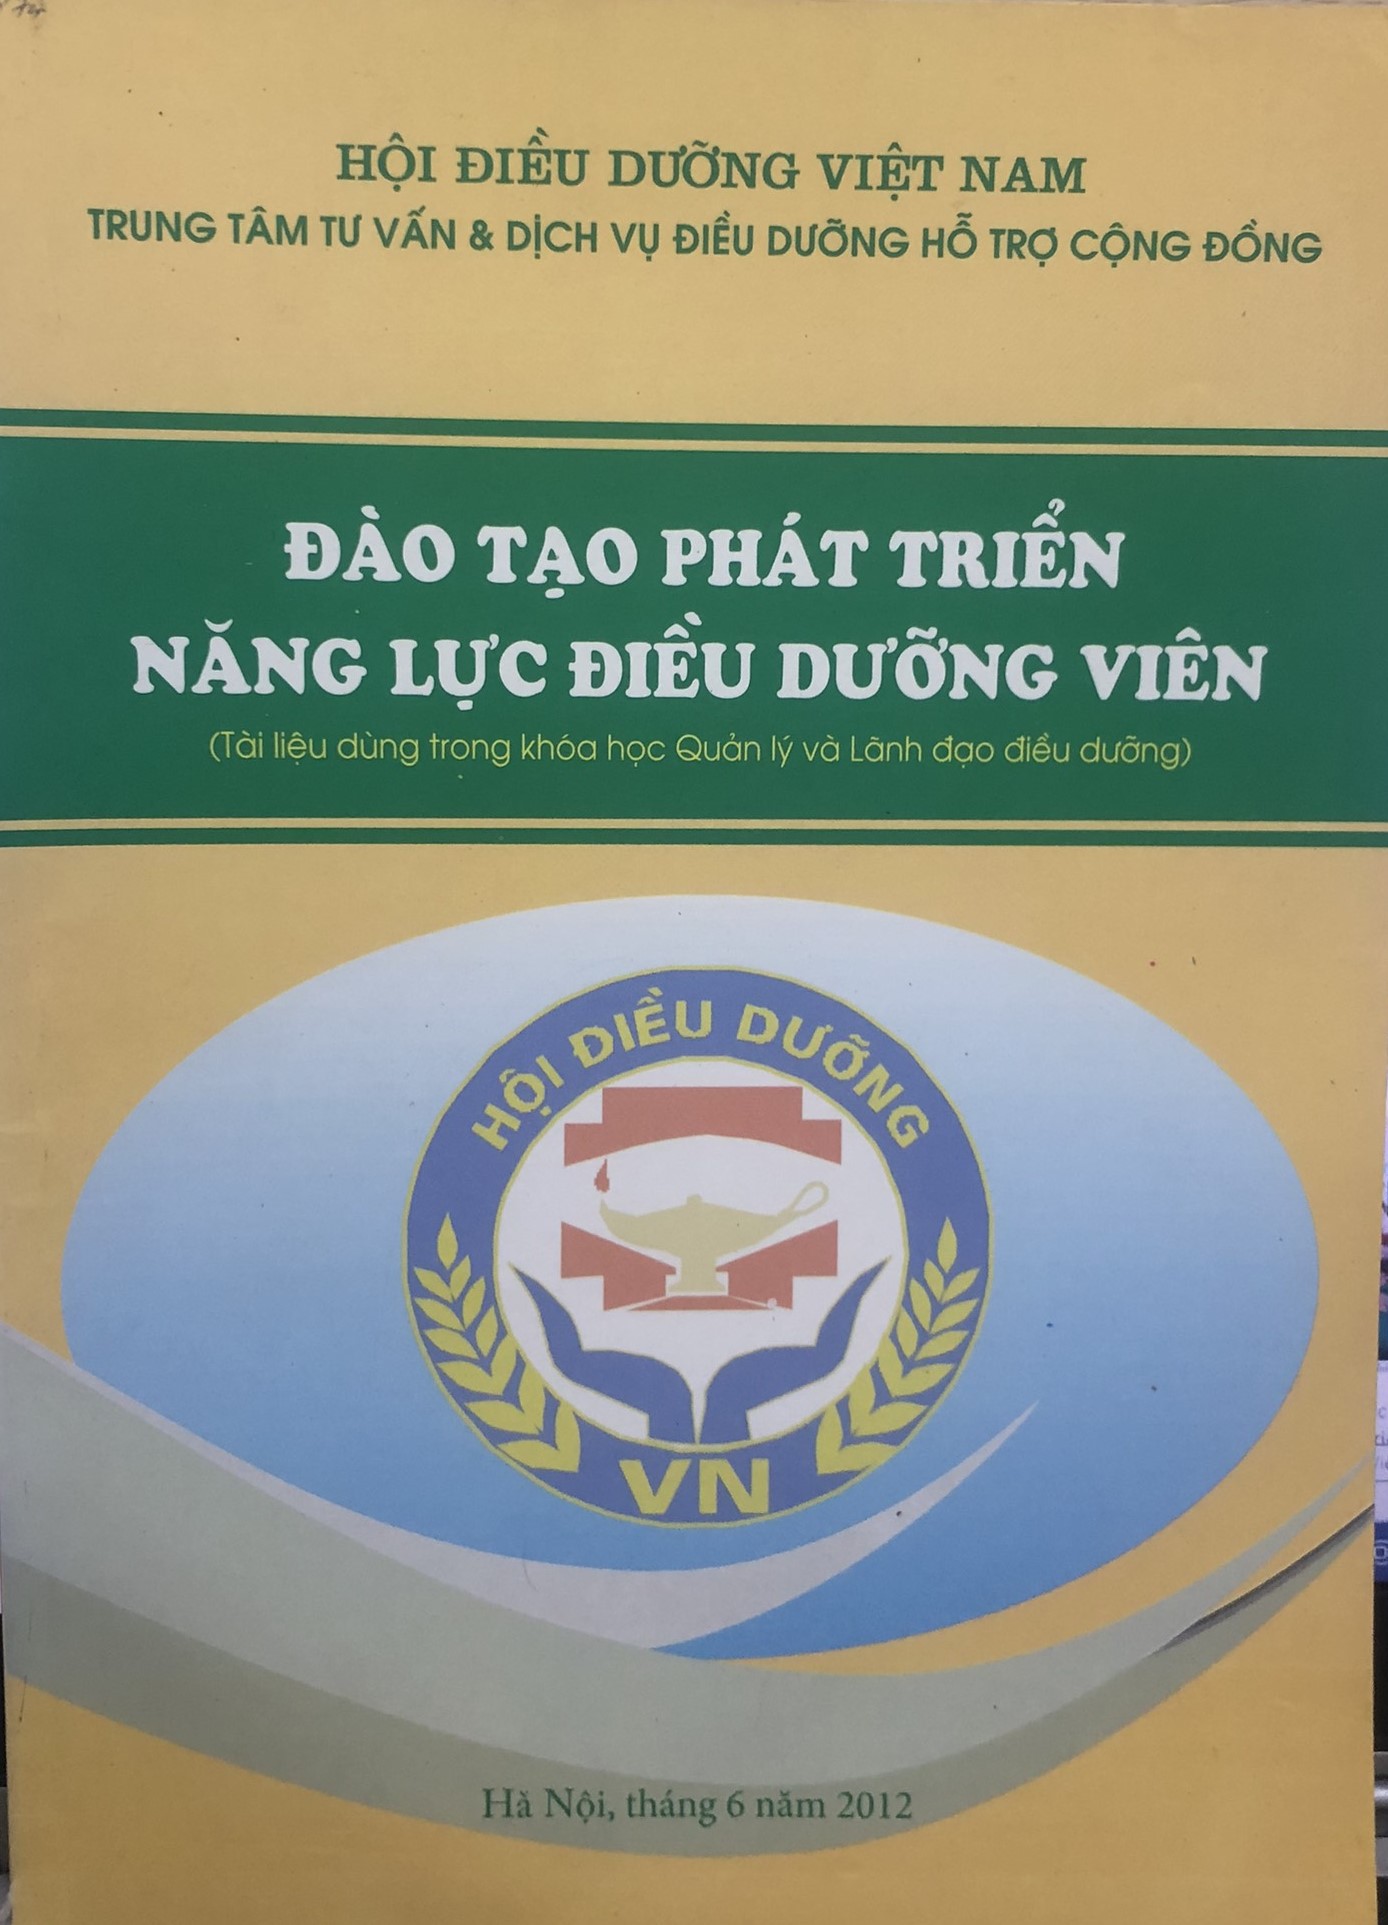 HỘI ĐIỀU DƯỠNG VIỆT NAM
TRUNG TÂM TƯ VẤN & DỊCH VỤ ĐIỀU DƯỠNG HỖ TRỢ CỘNG ĐỒNG
ĐÀO TẠO PHÁT TRIỂN
NĂNG LỰC ĐIỀU DƯỠNG VIÊN
(Tài liệu dùng trong khóa học Quản lý và Lãnh đạo điều dưỡng)
HỘI ĐIỀU DƯỠNG
VN
Hà Nội, tháng 6 năm 2012